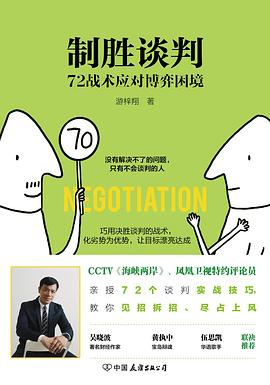 制胜谈判
72战术应对博弈困境
游梓翔 著
70
没有解决不了的问题,
只有不会谈判的人
NEGOTIATION
巧用决胜谈判的战术,
化劣势为优势,让目标漂亮达成
CCTV《海峡两岸》、凤凰卫视特约评论员
亲授72个谈判实战技巧,
教你见招拆招、尽占上风
吴晓波
著名财经作家
黄执中
宝岛辩魂
伍思凯
华语歌手
联袂
推荐
中国友谊出版公司